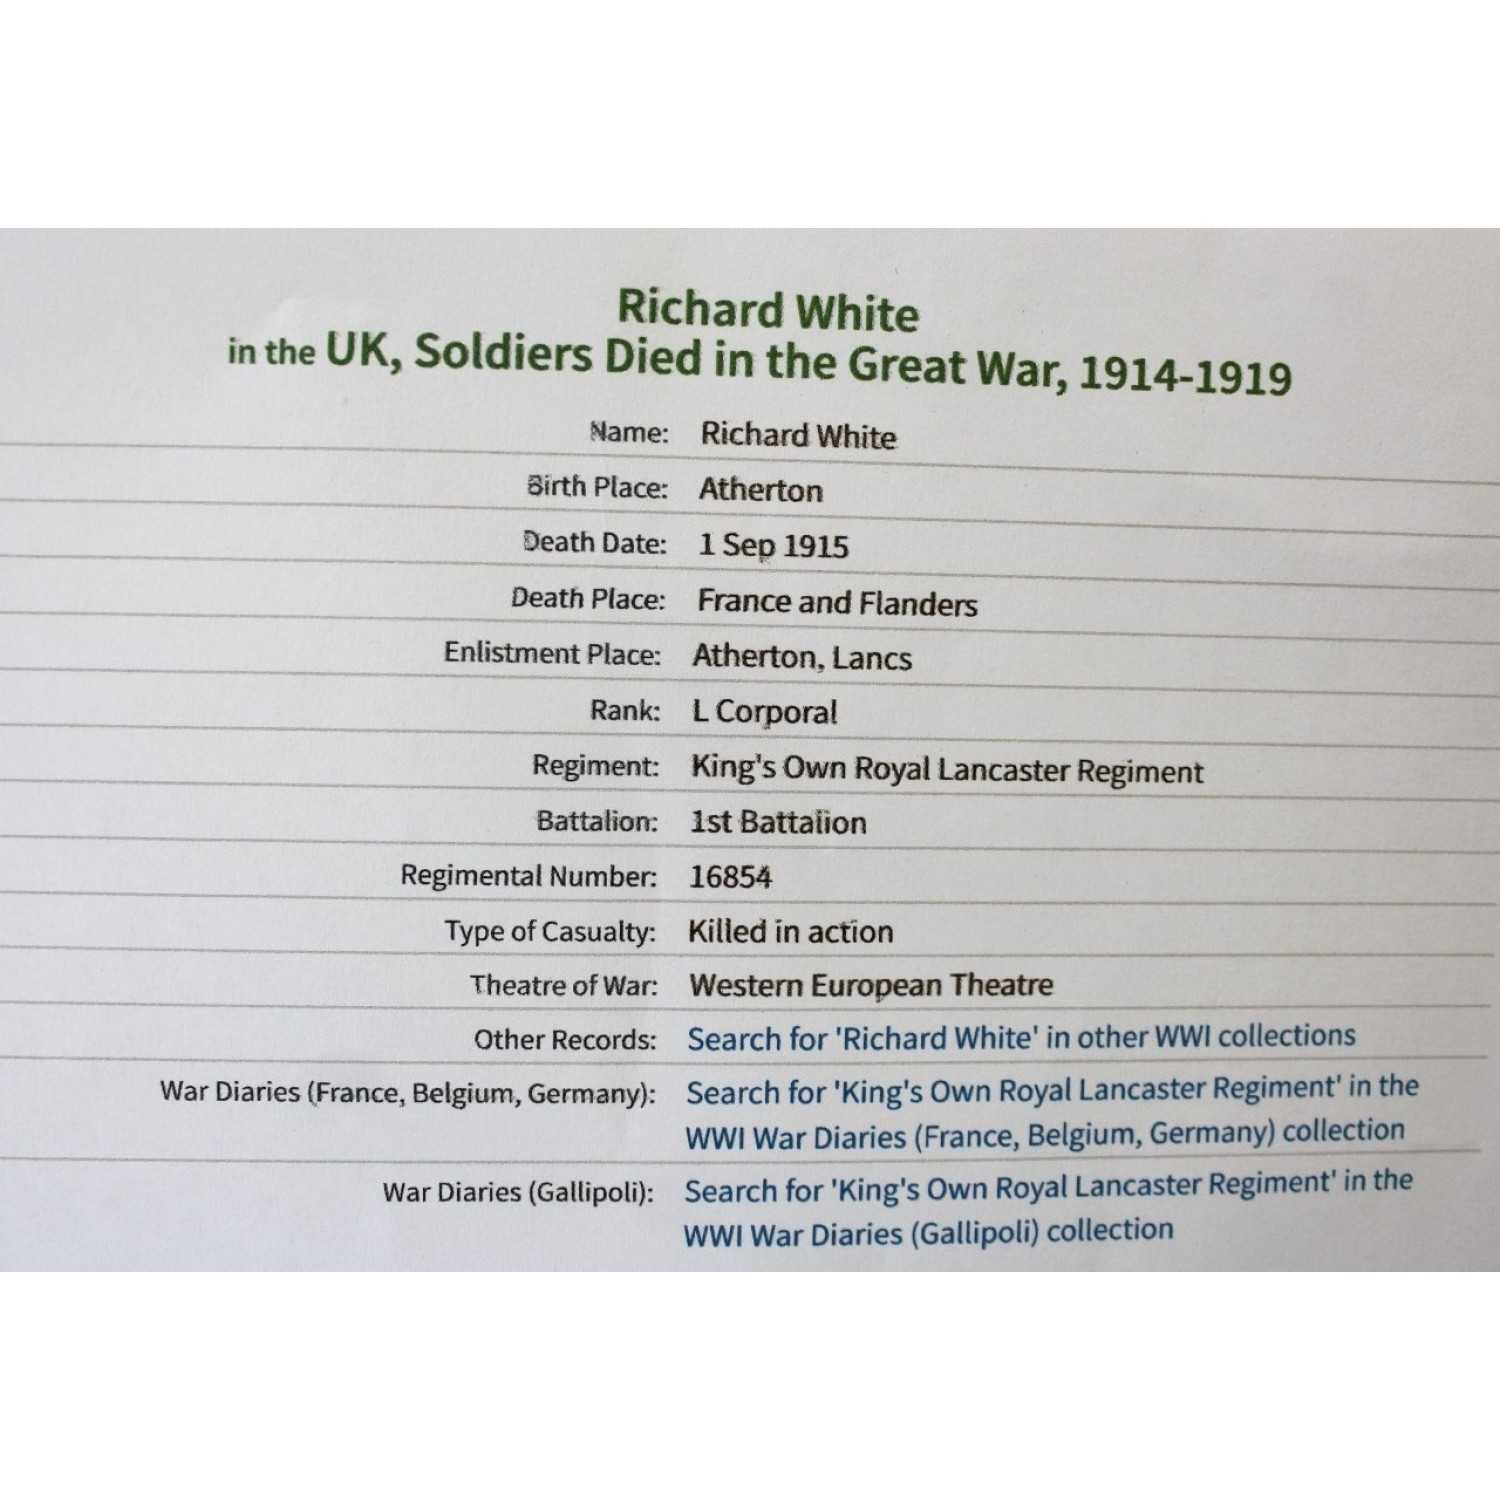 Richard White
in the UK, Soldiers Died in the Great War, 1914-1919
Name: Richard White
Birth Place: Atherton
Death Date: 1 Sep 1915
Death Place: France and Flanders
Enlistment Place: Atherton, Lancs
Rank: L Corporal
Regiment: King's Own Royal Lancaster Regiment
Battalion: 1st Battalion
Regimental Number: 16854
Type of Casualty: Killed in action
Theatre of War: Western European Theatre
Other Records: Search for 'Richard White' in other WWI collections
War Diaries (France, Belgium, Germany): Search for 'King's Own Royal Lancaster Regiment' in the
WWI War Diaries (France, Belgium, Germany) collection
War Diaries (Gallipoli): Search for 'King's Own Royal Lancaster Regiment' in the
WWI War Diaries (Gallipoli) collection